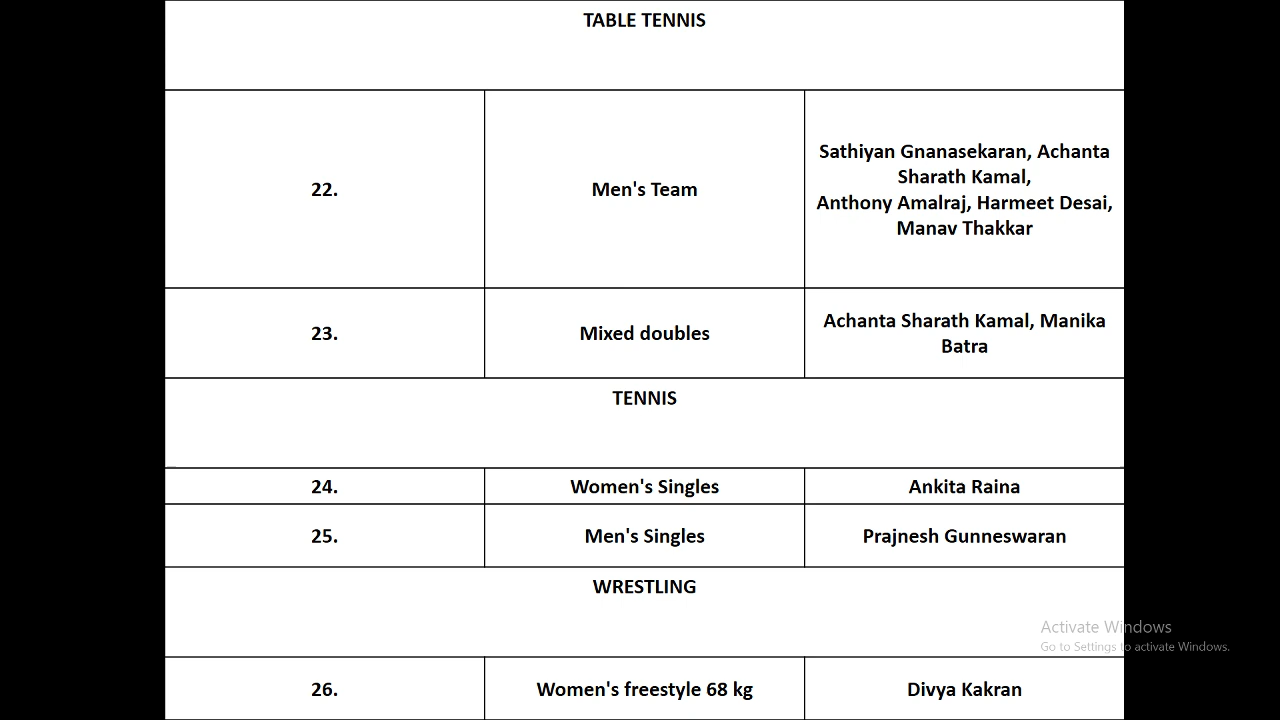 TABLE TENNIS
22.
Men's Team
Sathiyan Gnanasekaran, Achanta
Sharath Kamal,
Anthony Amalraj, Harmeet Desai,
Manav Thakkar
23.
Mixed doubles
Achanta Sharath Kamal, Manika
Batra
TENNIS
24.
Women's Singles
Ankita Raina
25.
Men's Singles
Prajnesh Gunneswaran
WRESTLING
26.
Women's freestyle 68 kg
Divya Kakran
Activate Windows
Go to Settings to activate Windows.